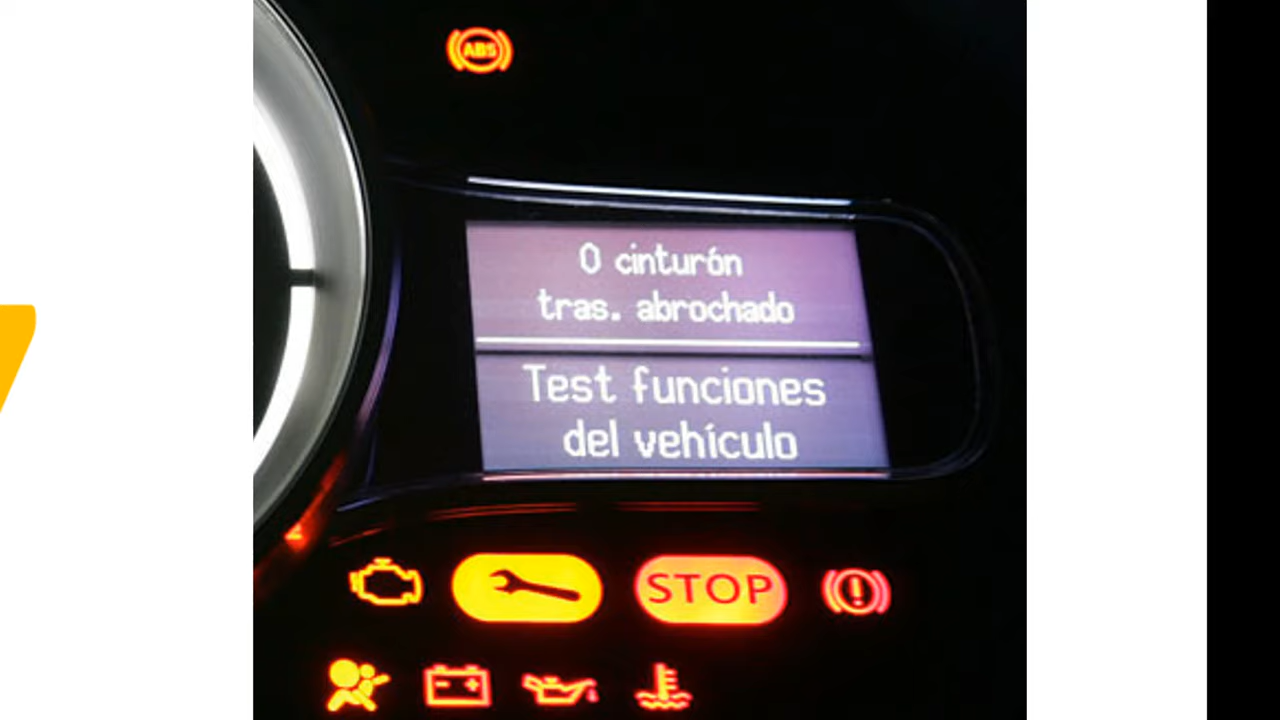 ABS
0 cinturón
tras. abrochado
Test funciones
del vehículo
STOP